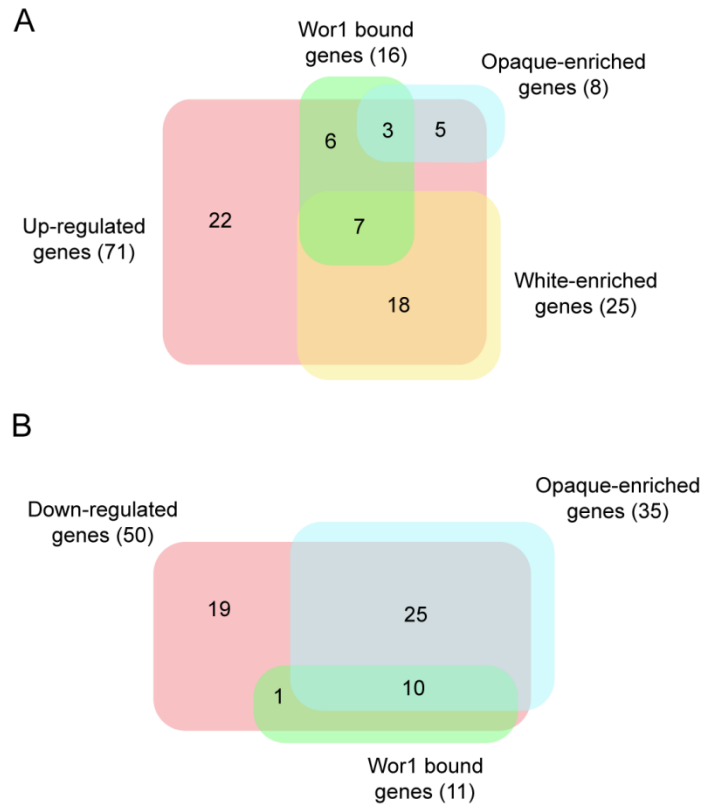 A
Wor1 bound
genes (16)
Opaque-enriched
genes (8)
6
3
5
Up-regulated
genes (71)
22
7
White-enriched
genes (25)
18
B
Down-regulated
genes (50)
Opaque-enriched
genes (35)
19
25
1
10
Wor1 bound
genes (11)